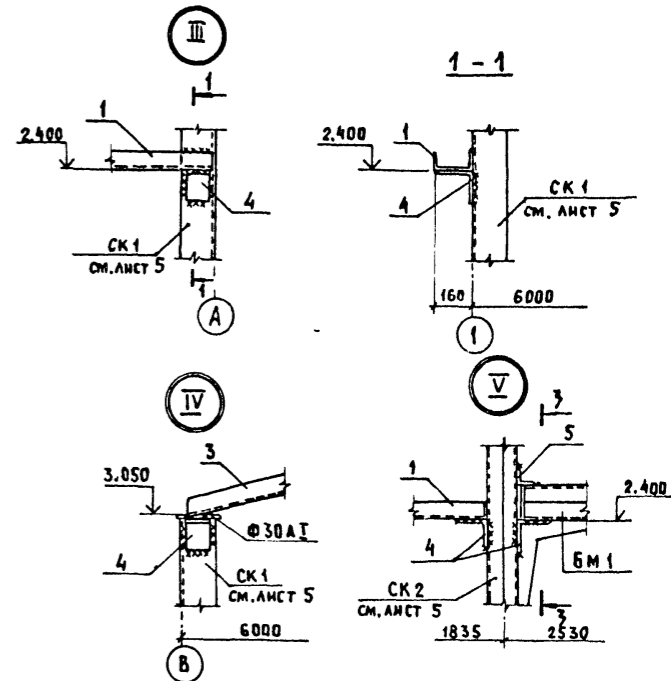 III
1
1
2.400
4
СК 1
см. лист 5
1
А
1 - 1
2.400
1
4
СК 1
см. лист 5
160
6000
1
IV
3
3.050
Ф30АI
4
СК 1
см. лист 5
6000
В
V
3
5
1
2.400
4
БМ 1
СК 2
см. лист 5
3
1835
2530